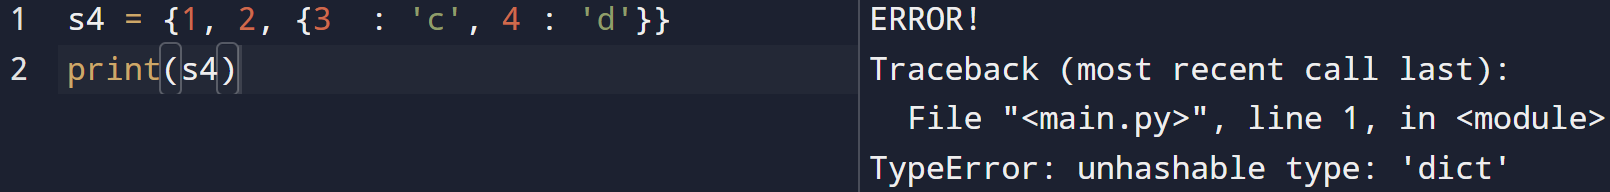 1 s4 = {1, 2, {3  : 'c', 4 : 'd'}}
2 print(s4)
ERROR!
Traceback (most recent call last):
  File "<main.py>", line 1, in <module>
TypeError: unhashable type: 'dict'